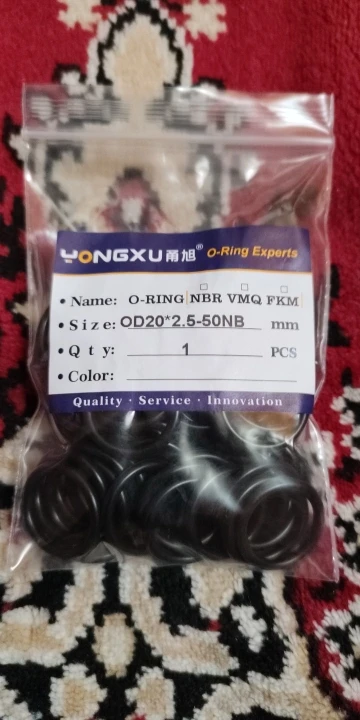 YONGXU甬旭® O-Ring Experts
• Name: O-RING NBR VMQ FKM
• Size: OD20*2.5-50NB mm
• Qty: 1 PCS
• Color:
Quality · Service · Innovation